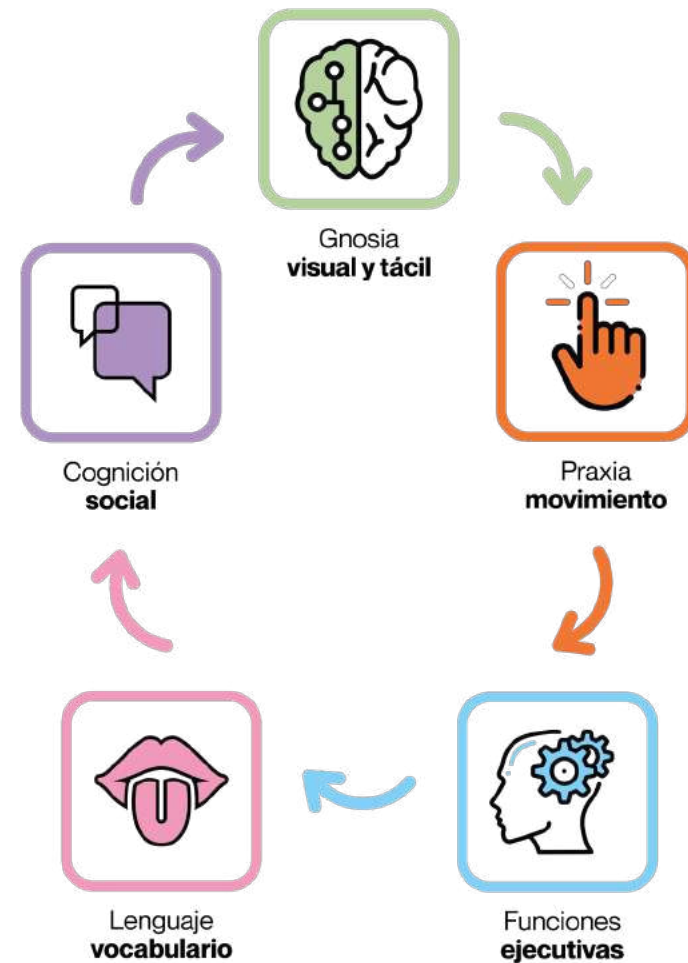 Gnosia
visual y tácil
Praxia
movimiento
Funciones
ejecutivas
Lenguaje
vocabulario
Cognición
social